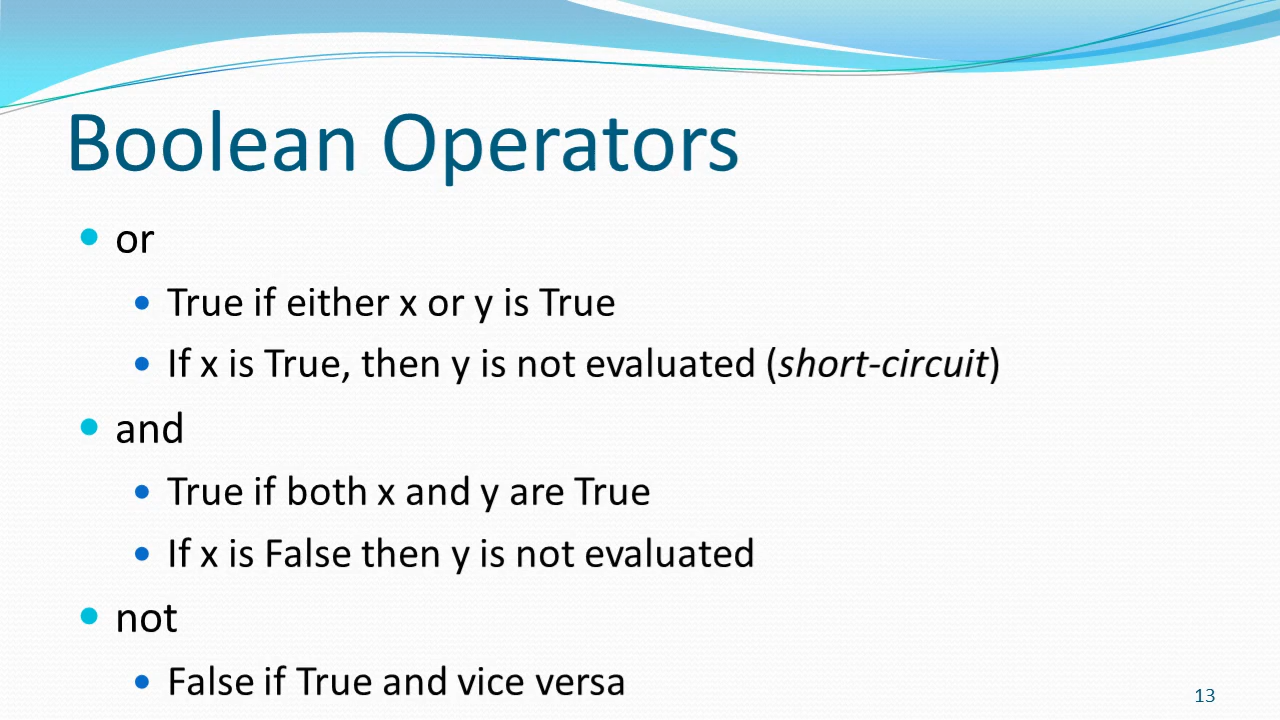 Boolean Operators
or
True if either x or y is True
If x is True, then y is not evaluated (short-circuit)
and
True if both x and y are True
If x is False then y is not evaluated
not
False if True and vice versa
13